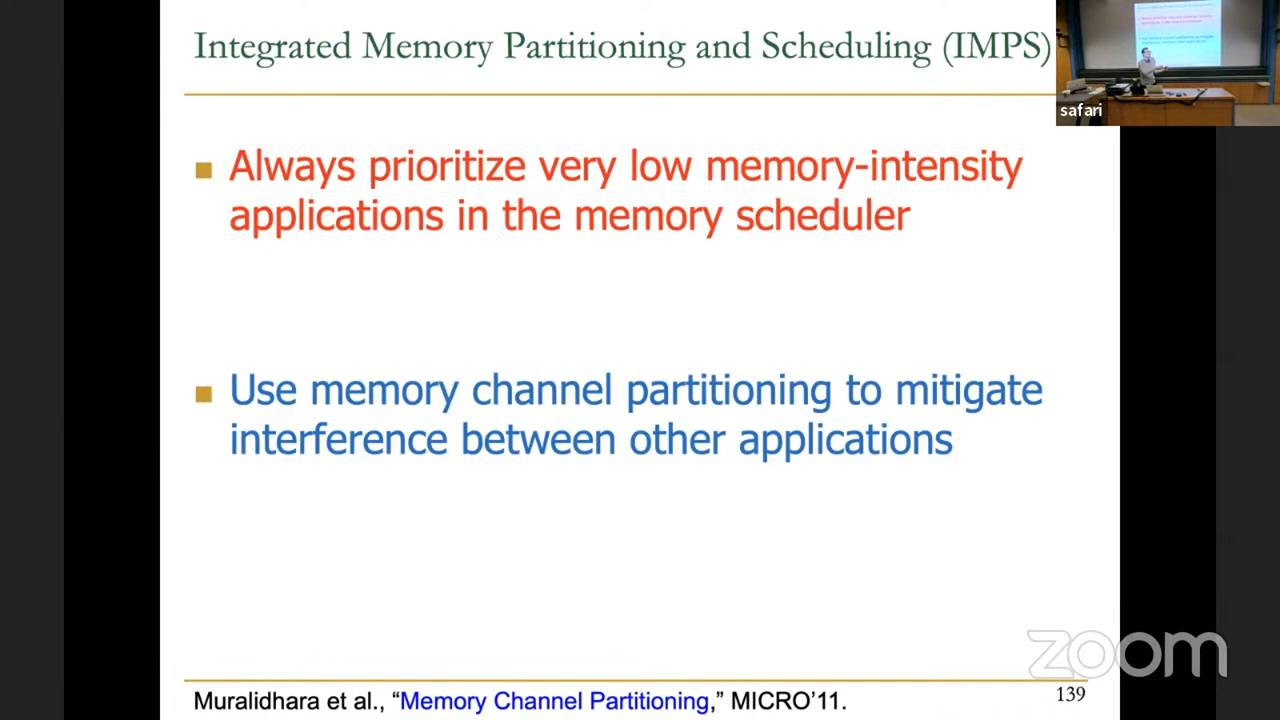 Integrated Memory Partitioning and Scheduling (IMPS)
safari
Always prioritize very low memory-intensity
applications in the memory scheduler
Use memory channel partitioning to mitigate
interference between other applications
zoom
Muralidhara et al., “Memory Channel Partitioning,” MICRO’11.
139